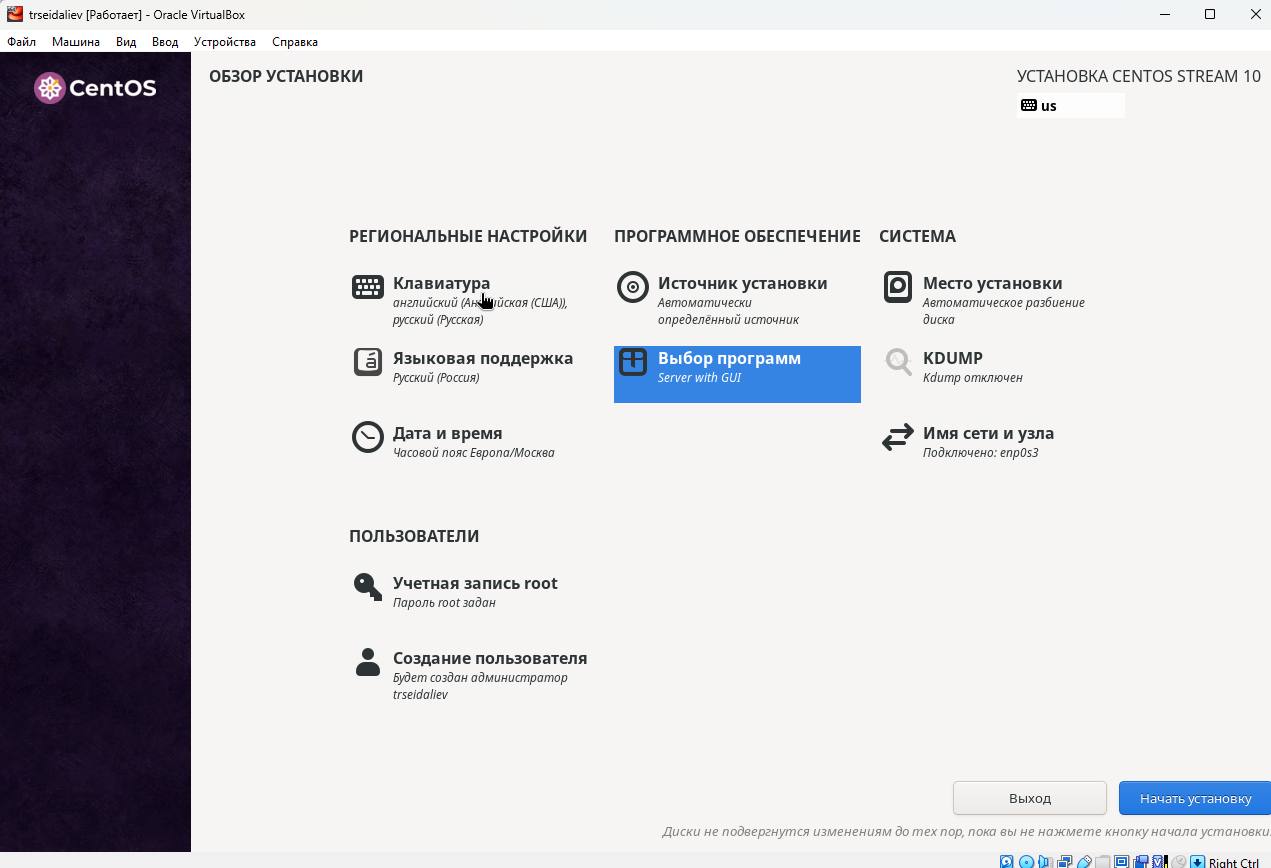 trseidaliev [Работает] - Oracle VirtualBox
Файл Машина Вид Ввод Устройства Справка
CentOS
ОБЗОР УСТАНОВКИ
УСТАНОВКА CENTOS STREAM 10
us
РЕГИОНАЛЬНЫЕ НАСТРОЙКИ
Клавиатура
английский (Английская (США)),
русский (Русская)
Языковая поддержка
Русский (Россия)
Дата и время
Часовой пояс Европа/Москва
ПРОГРАММНОЕ ОБЕСПЕЧЕНИЕ
Источник установки
Автоматически
определённый источник
Выбор программ
Server with GUI
СИСТЕМА
Место установки
Автоматическое разбиение
диска
KDUMP
Kdump отключен
Имя сети и узла
Подключено: enp0s3
ПОЛЬЗОВАТЕЛИ
Учетная запись root
Пароль root задан
Создание пользователя
Будет создан администратор
trseidaliev
Выход
Начать установку
Диски не подвергнутся изменениям до тех пор, пока вы не нажмете кнопку начала установки
Right Ctrl